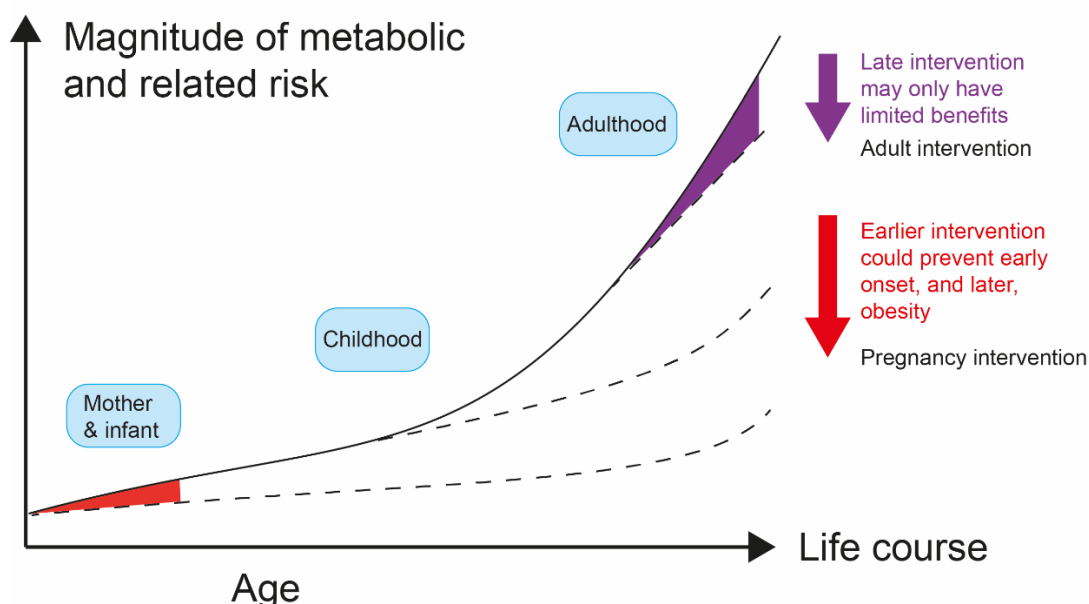 Magnitude of metabolic
and related risk
Late intervention
may only have
limited benefits
Adult intervention
Adulthood
Earlier intervention
could prevent early
onset, and later,
obesity
Pregnancy intervention
Childhood
Mother
& infant
Life course
Age